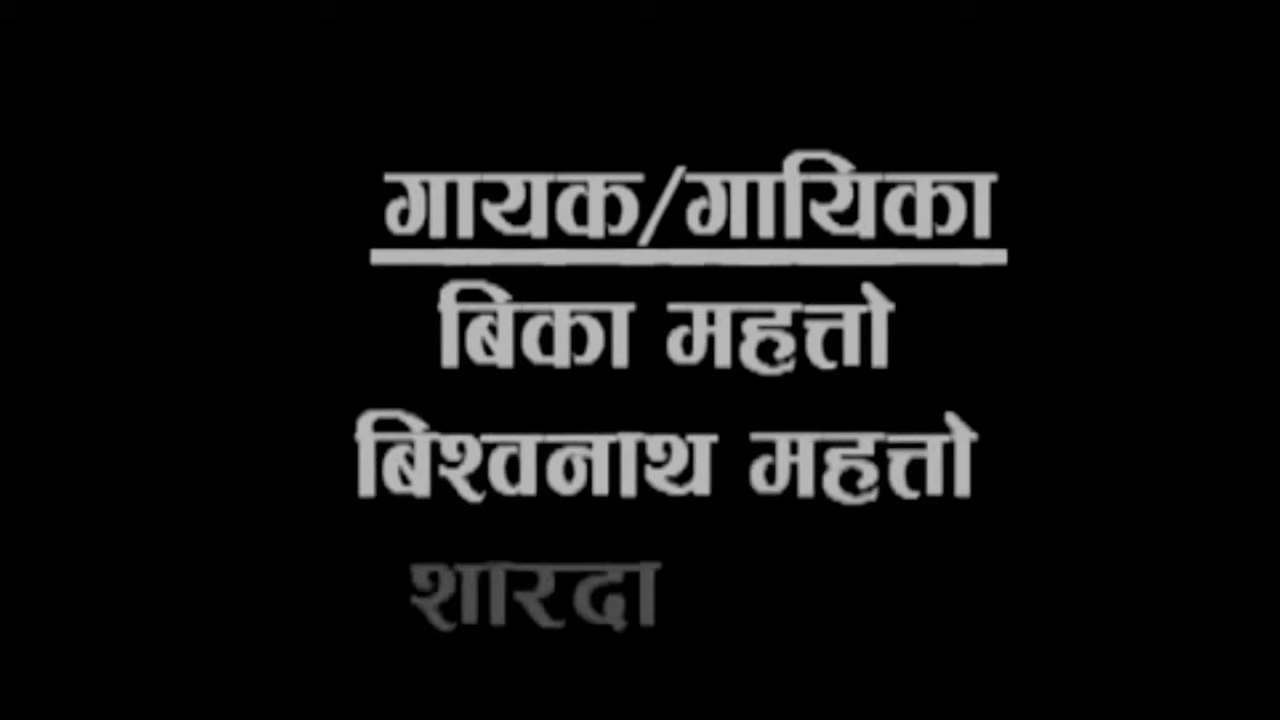 गायक/गायिका
बिका महत्तो
बिश्वनाथ महत्तो
शारदा